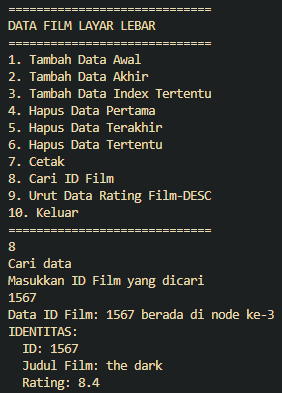 =============================
DATA FILM LAYAR LEBAR
=============================
1. Tambah Data Awal
2. Tambah Data Akhir
3. Tambah Data Index Tertentu
4. Hapus Data Pertama
5. Hapus Data Terakhir
6. Hapus Data Tertentu
7. Cetak
8. Cari ID Film
9. Urut Data Rating Film-DESC
10. Keluar
=============================
8
Cari data
Masukkan ID Film yang dicari
1567
Data ID Film: 1567 berada di node ke-3
IDENTITAS:
  ID: 1567
  Judul Film: the dark
  Rating: 8.4